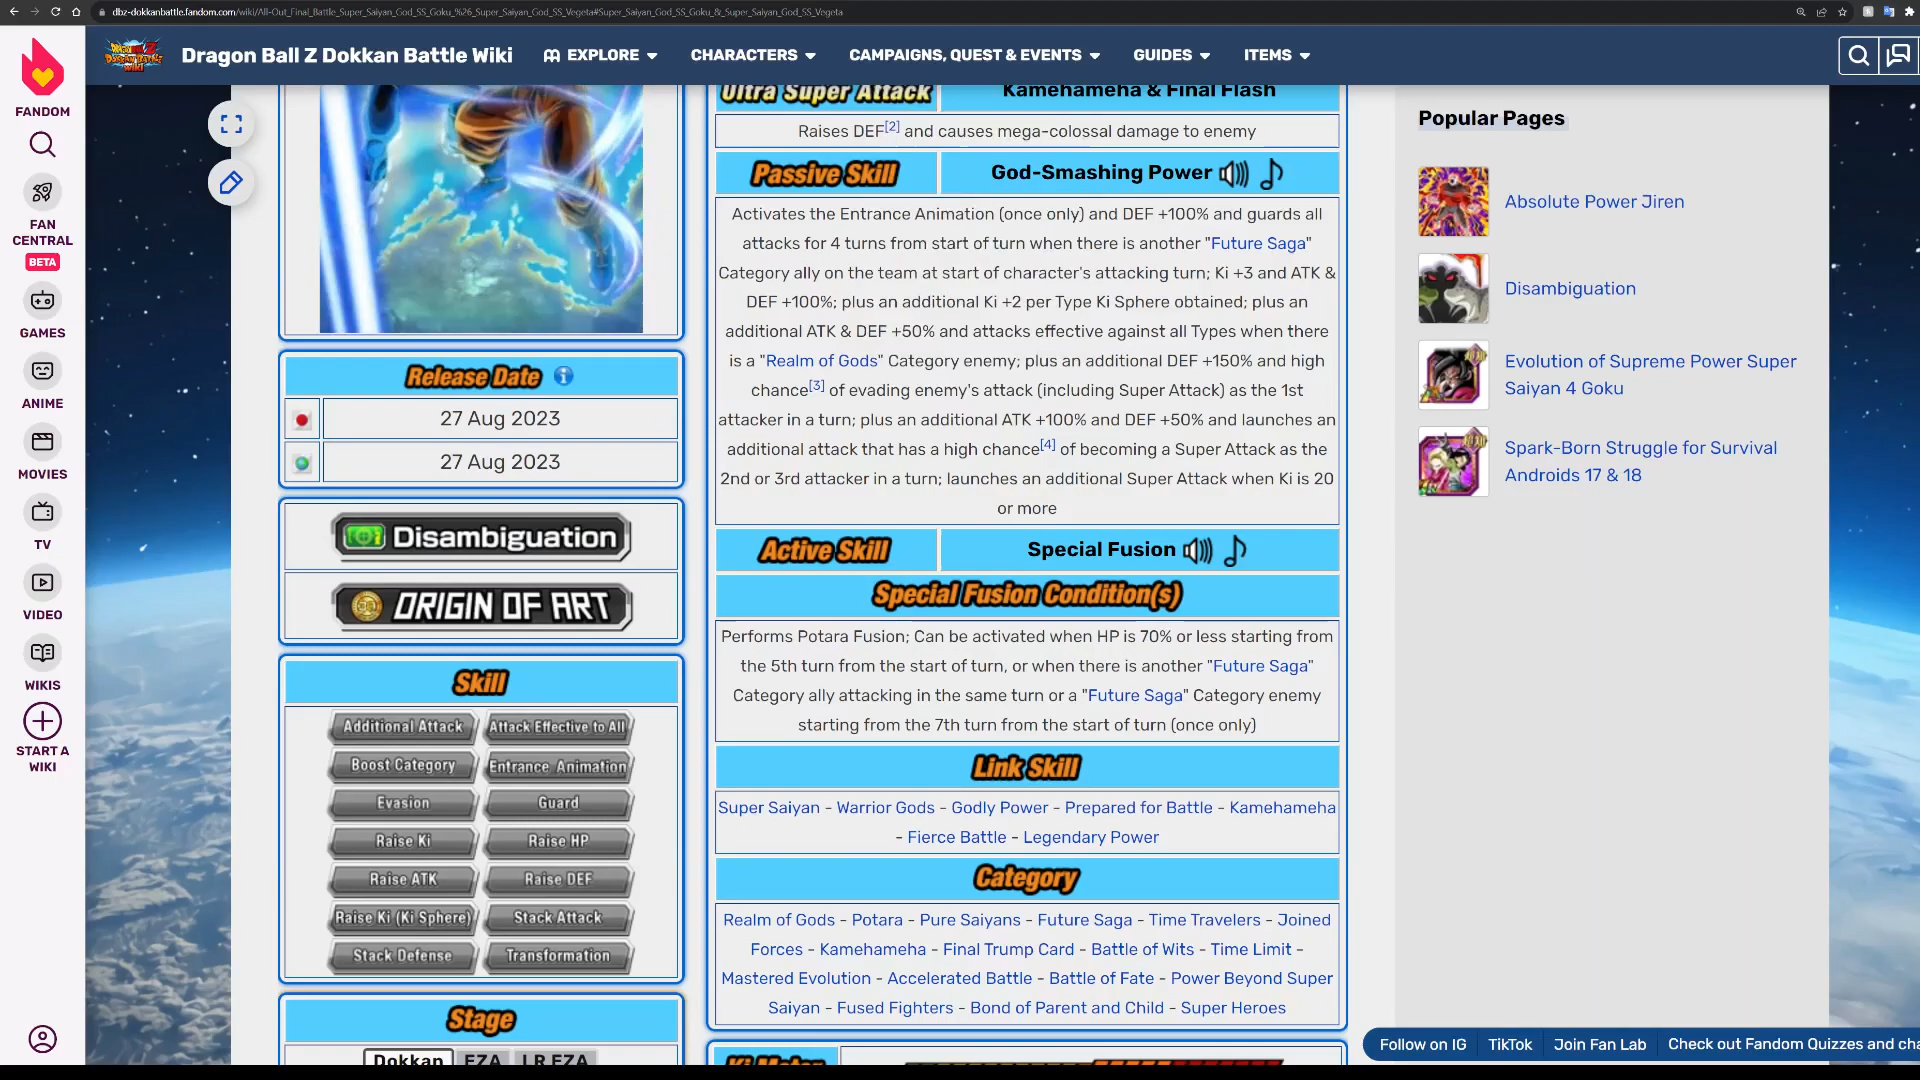 dbz-dokkanbattle.fandom.com/wiki/All-Out_Final_Battle_Super_Saiyan_God_SS_Goku_%26_Super_Saiyan_God_SS_Vegeta#Super_Saiyan_God_SS_Goku_&_Super_Saiyan_God_SS_Vegeta
Dragon Ball Z Dokkan Battle Wiki
EXPLORE
CHARACTERS
CAMPAIGNS, QUEST & EVENTS
GUIDES
ITEMS
FANDOM
FAN
CENTRAL
BETA
GAMES
ANIME
MOVIES
TV
VIDEO
WIKIS
START A
WIKI
Release Date
27 Aug 2023
27 Aug 2023
Disambiguation
ORIGIN OF ART
Skill
Additional Attack
Attack Effective to All
Boost Category
Entrance Animation
Evasion
Guard
Raise Ki
Raise HP
Raise ATK
Raise DEF
Raise Ki (Ki Sphere)
Stack Attack
Stack Defense
Transformation
Stage
Dokkan
EZA
LR EZA
Ultra Super Attack
Kamehameha & Final Flash
Raises DEF[2] and causes mega-colossal damage to enemy
Passive Skill
God-Smashing Power
Activates the Entrance Animation (once only) and DEF +100% and guards all
attacks for 4 turns from start of turn when there is another "Future Saga"
Category ally on the team at start of character's attacking turn; Ki +3 and ATK &
DEF +100%; plus an additional Ki +2 per Type Ki Sphere obtained; plus an
additional ATK & DEF +50% and attacks effective against all Types when there
is a "Realm of Gods" Category enemy; plus an additional DEF +150% and high
chance[3] of evading enemy's attack (including Super Attack) as the 1st
attacker in a turn; plus an additional ATK +100% and DEF +50% and launches an
additional attack that has a high chance[4] of becoming a Super Attack as the
2nd or 3rd attacker in a turn; launches an additional Super Attack when Ki is 20
or more
Active Skill
Special Fusion
Special Fusion Condition(s)
Performs Potara Fusion; Can be activated when HP is 70% or less starting from
the 5th turn from the start of turn, or when there is another "Future Saga"
Category ally attacking in the same turn or a "Future Saga" Category enemy
starting from the 7th turn from the start of turn (once only)
Link Skill
Super Saiyan - Warrior Gods - Godly Power - Prepared for Battle - Kamehameha
- Fierce Battle - Legendary Power
Category
Realm of Gods - Potara - Pure Saiyans - Future Saga - Time Travelers - Joined
Forces - Kamehameha - Final Trump Card - Battle of Wits - Time Limit -
Mastered Evolution - Accelerated Battle - Battle of Fate - Power Beyond Super
Saiyan - Fused Fighters - Bond of Parent and Child - Super Heroes
Ki Meter
Popular Pages
Absolute Power Jiren
Disambiguation
Evolution of Supreme Power Super
Saiyan 4 Goku
Spark-Born Struggle for Survival
Androids 17 & 18
Follow on IG
TikTok
Join Fan Lab
Check out Fandom Quizzes and cha